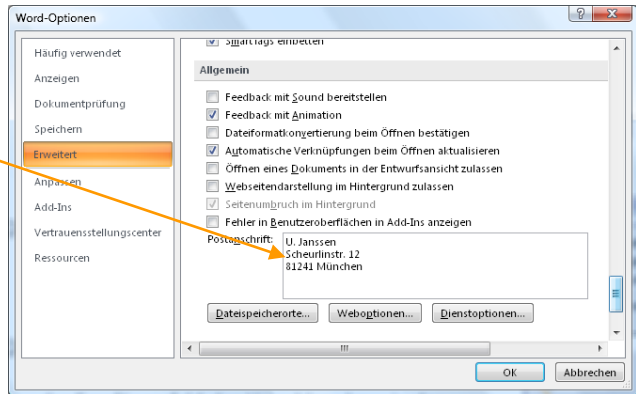 Word-Optionen
Häufig verwendet
Anzeigen
Dokumentprüfung
Speichern
Erweitert
Anpassen
Add-Ins
Vertrauensstellungscenter
Ressourcen
Smarttags einbetten
Allgemein
Feedback mit Sound bereitstellen
Feedback mit Animation
Dateiformatkonvertierung beim Öffnen bestätigen
Automatische Verknüpfungen beim Öffnen aktualisieren
Öffnen eines Dokuments in der Entwurfsansicht zulassen
Webseitendarstellung im Hintergrund zulassen
Seitenumbruch im Hintergrund
Fehler in Benutzeroberflächen in Add-Ins anzeigen
Postanschrift:
U. Janssen
Scheurlinstr. 12
81241 München
Dateispeicherorte... Weboptionen... Dienstoptionen...
OK Abbrechen